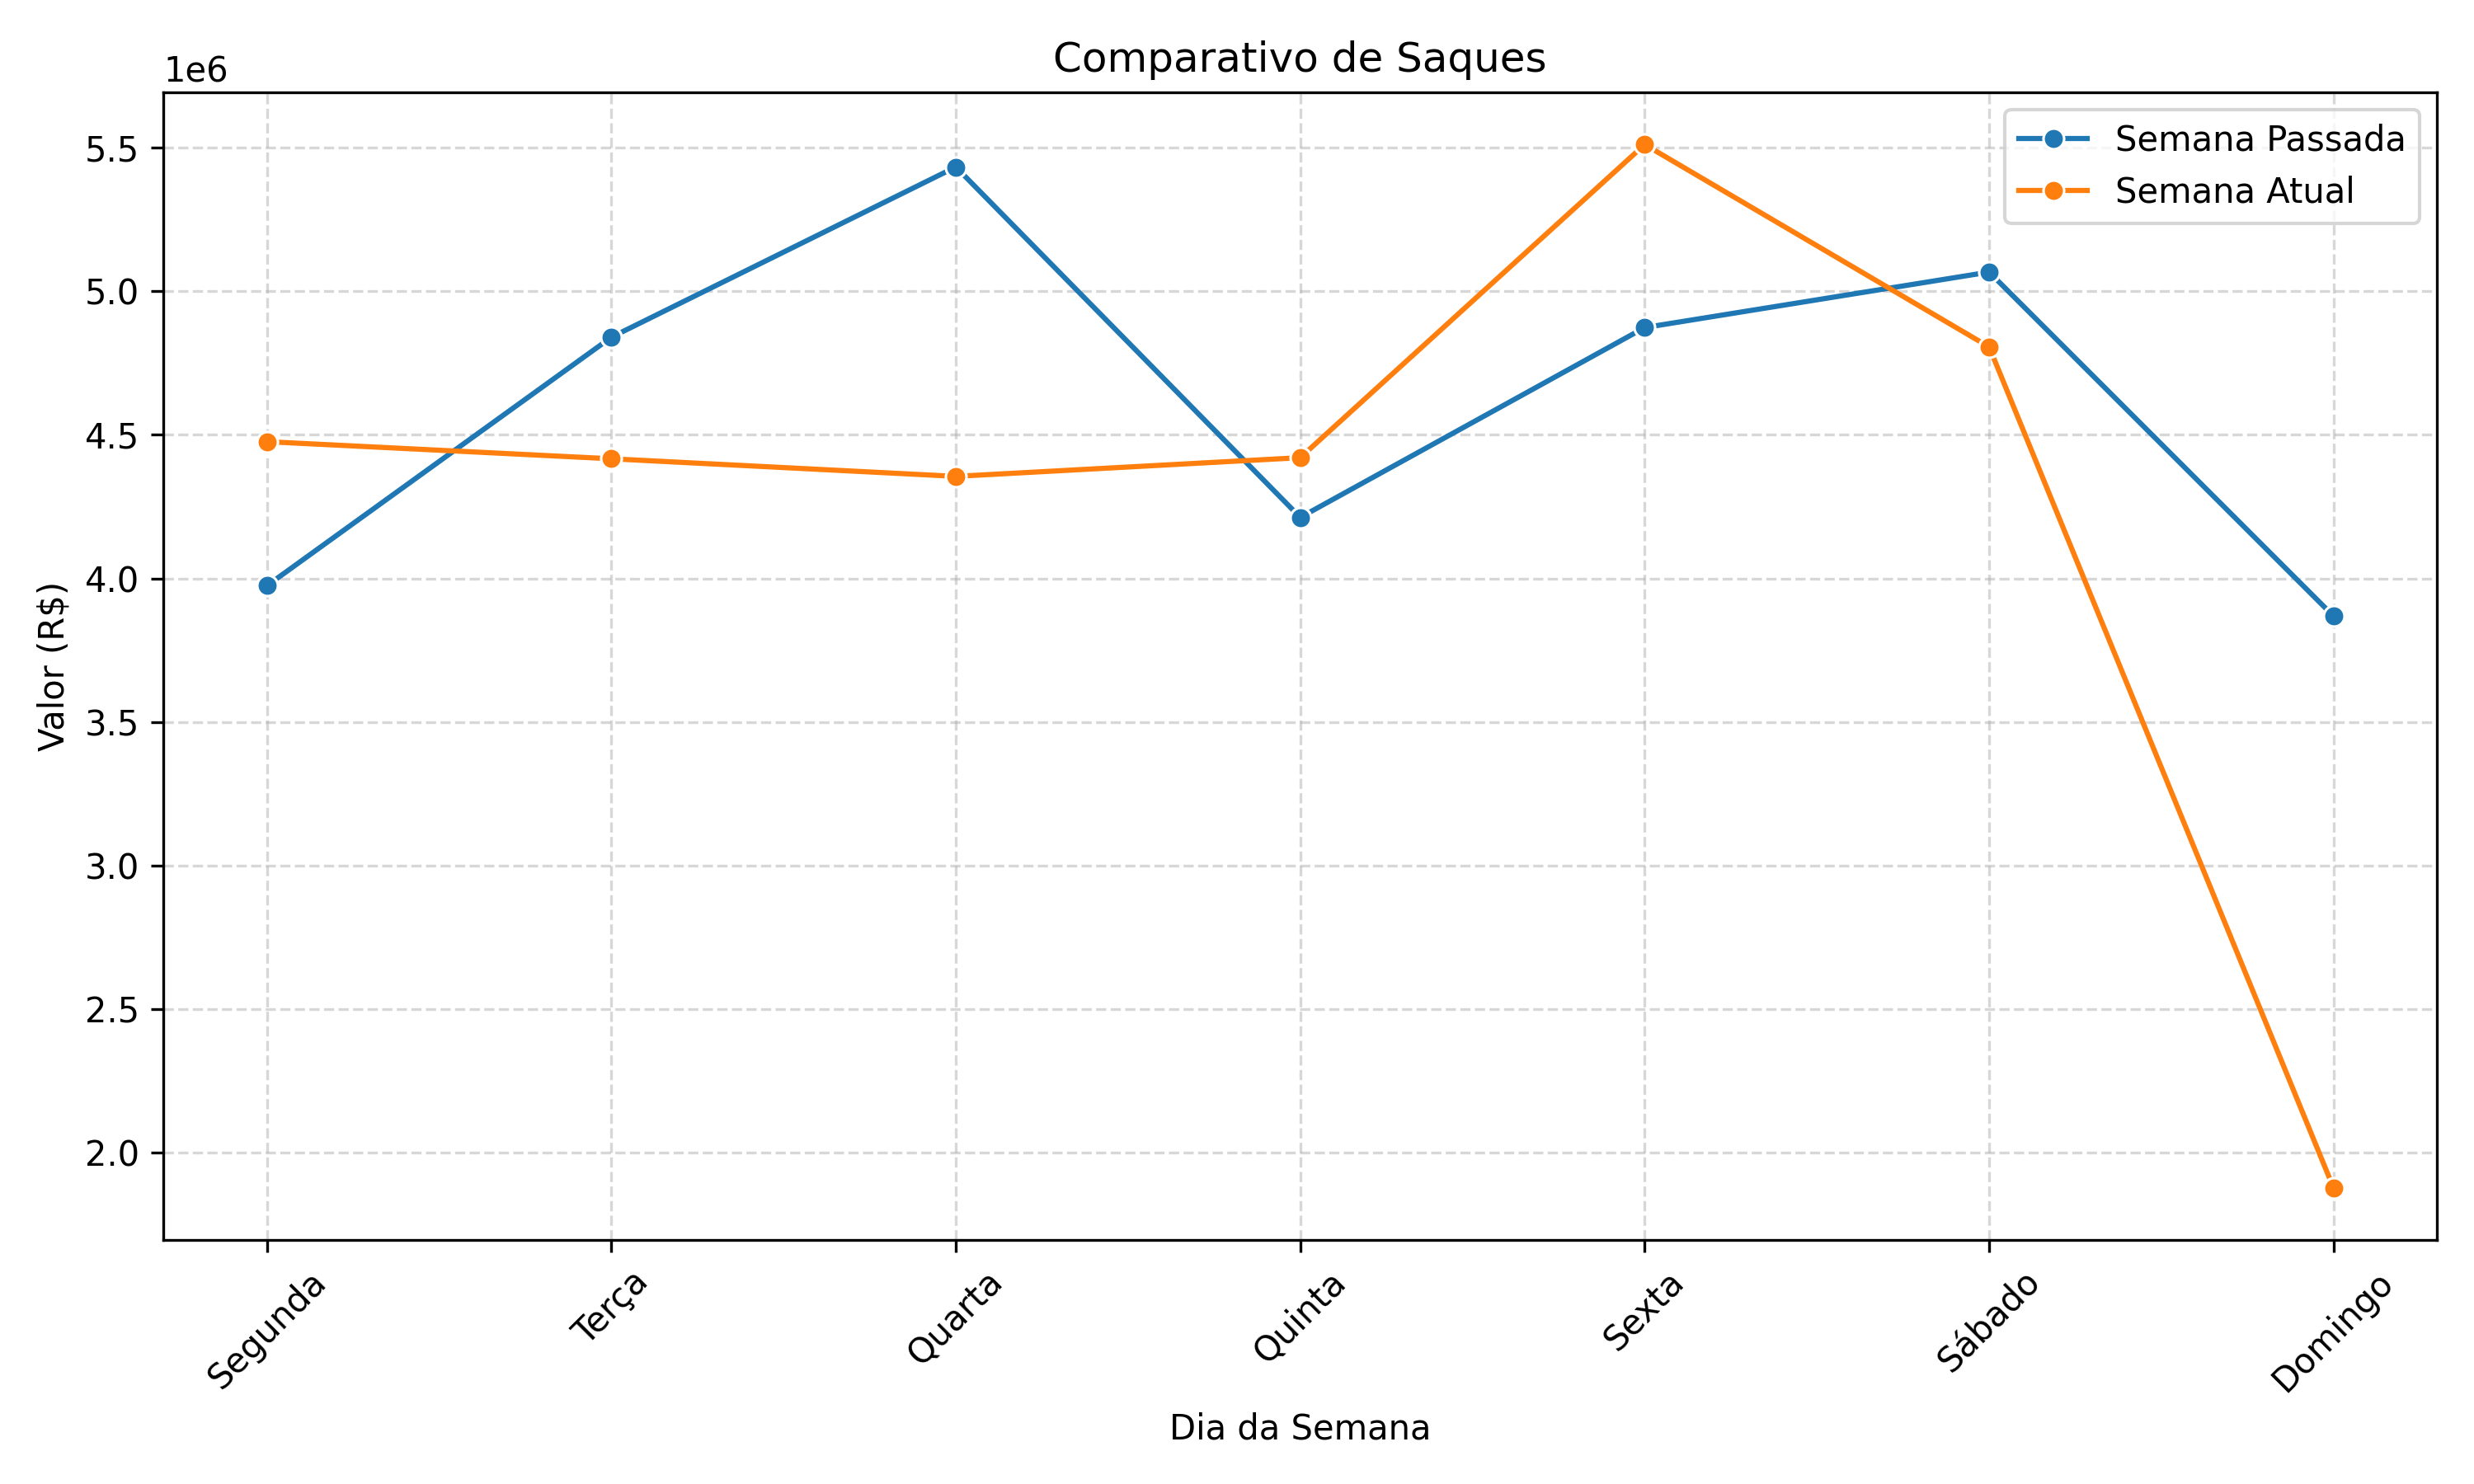 Comparativo de Saques
1e6
Semana Passada
Semana Atual
5.5
5.0
4.5
4.0
3.5
3.0
2.5
2.0
Valor (R$)
Segunda
Terça
Quarta
Quinta
Sexta
Sábado
Domingo
Dia da Semana